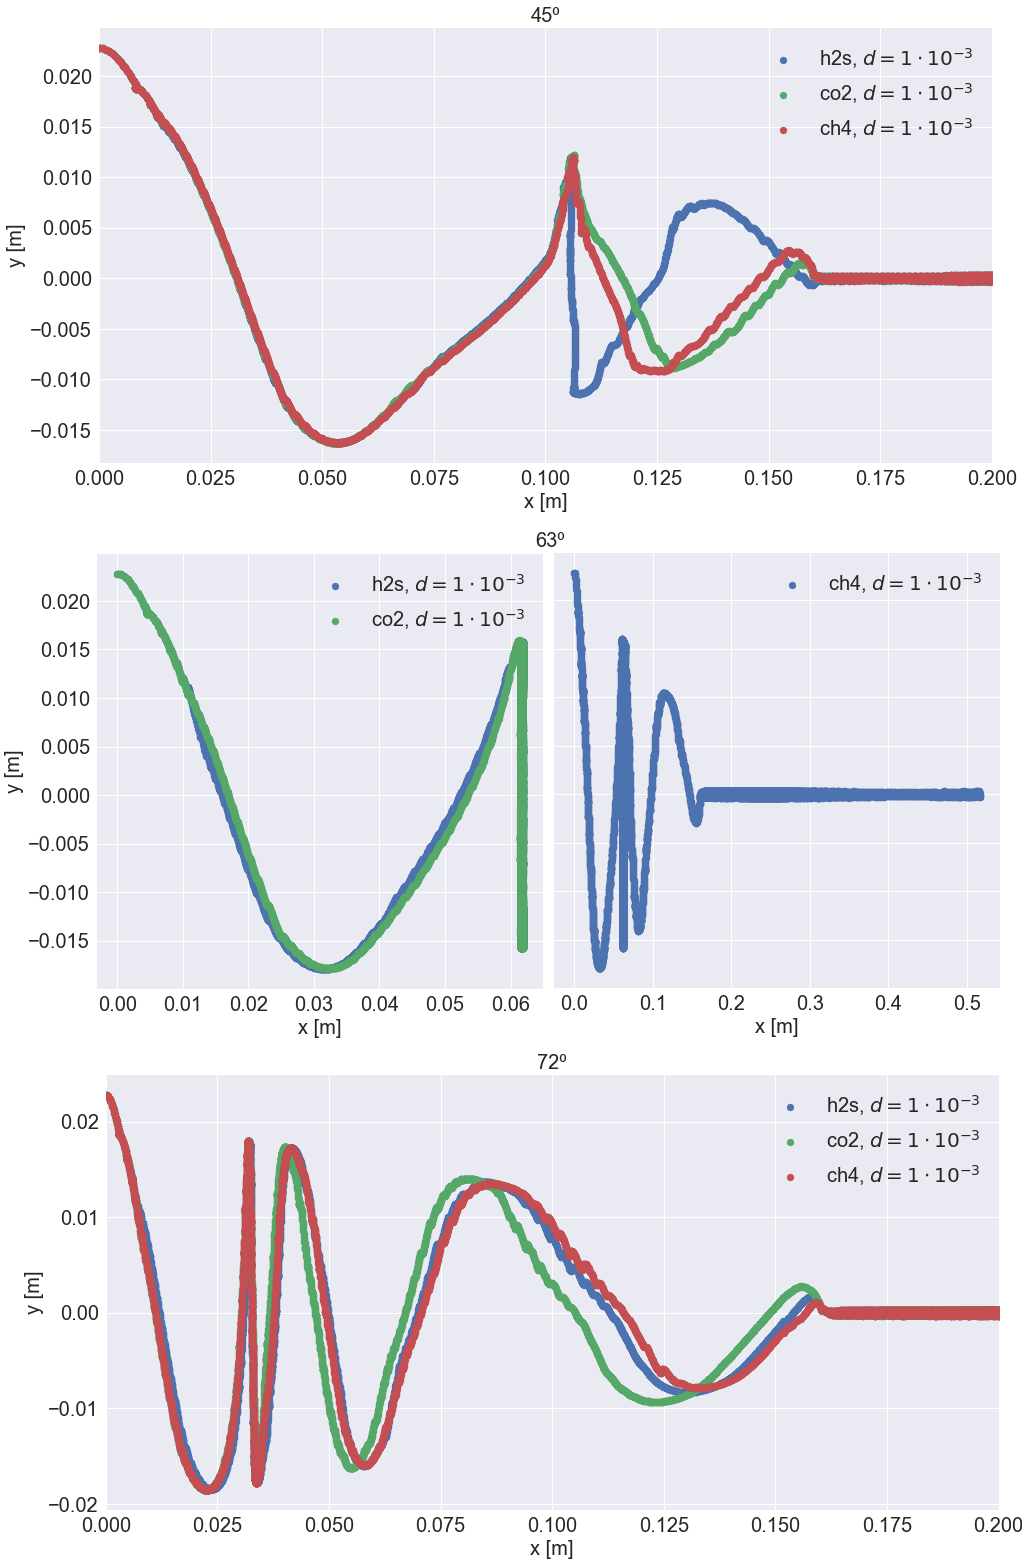 45º
h2s, d = 1 · 10⁻³
co2, d = 1 · 10⁻³
ch4, d = 1 · 10⁻³
0.020
0.015
0.010
0.005
0.000
−0.005
−0.010
−0.015
y [m]
0.000 0.025 0.050 0.075 0.100 0.125 0.150 0.175 0.200
x [m]
63º
h2s, d = 1 · 10⁻³
co2, d = 1 · 10⁻³
0.020
0.015
0.010
0.005
0.000
−0.005
−0.010
−0.015
y [m]
0.00 0.01 0.02 0.03 0.04 0.05 0.06
x [m]
ch4, d = 1 · 10⁻³
0.0 0.1 0.2 0.3 0.4 0.5
x [m]
72º
h2s, d = 1 · 10⁻³
co2, d = 1 · 10⁻³
ch4, d = 1 · 10⁻³
0.02
0.01
0.00
−0.01
−0.02
y [m]
0.000 0.025 0.050 0.075 0.100 0.125 0.150 0.175 0.200
x [m]